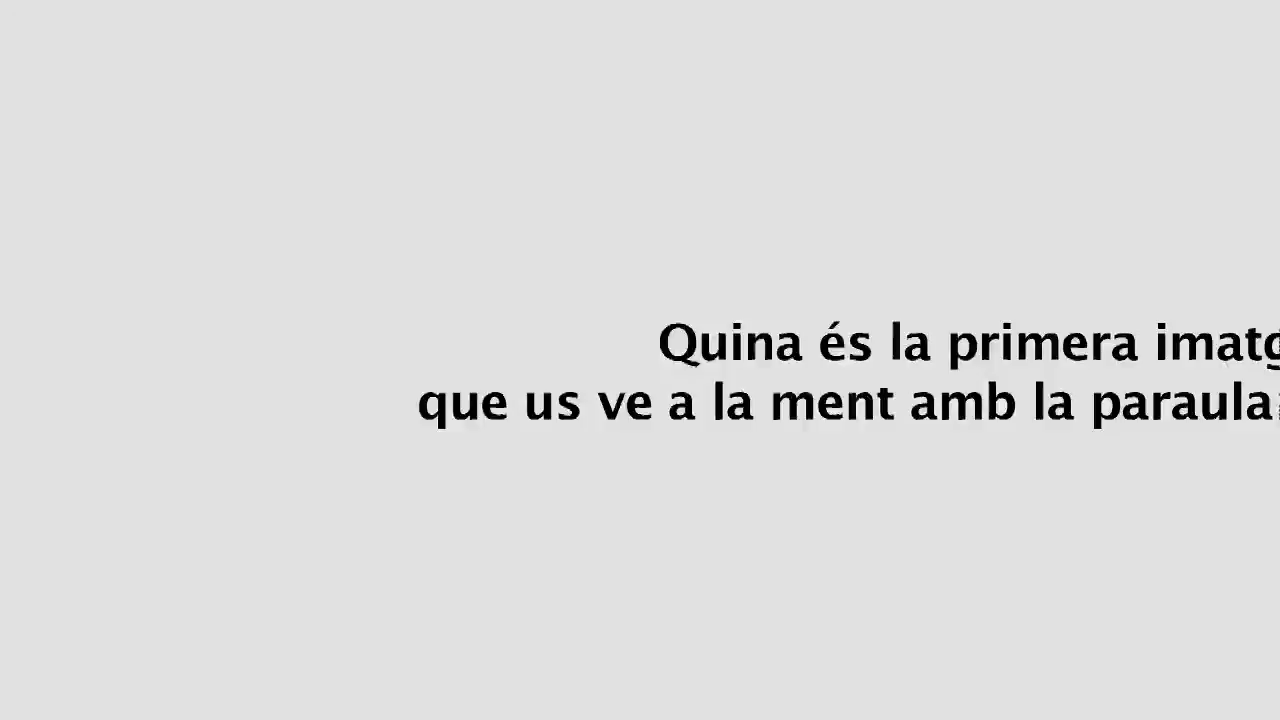 Quina és la primera imatg
que us ve a la ment amb la paraula